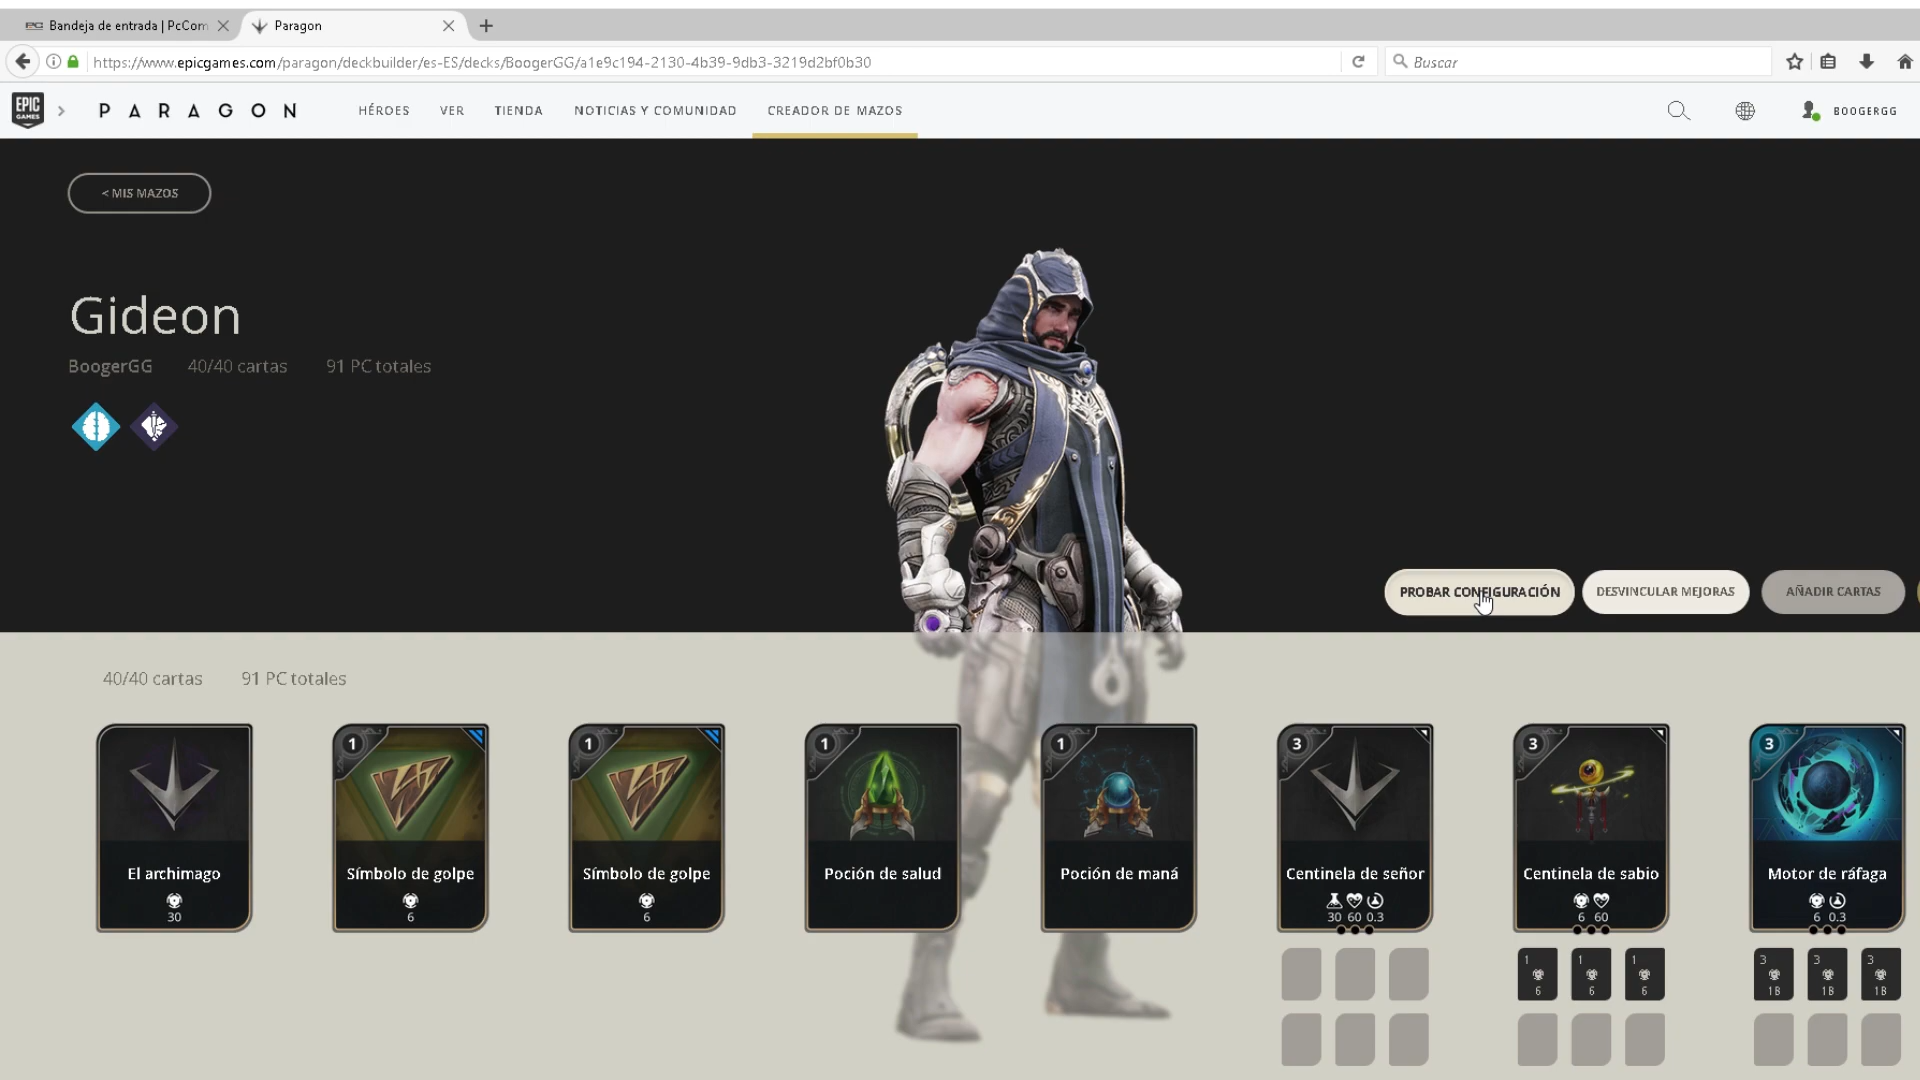 PC Bandeja de entrada | PcCom
Paragon
https://www.epicgames.com/paragon/deckbuilder/es-ES/decks/BoogerGG/a1e9c194-2130-4b39-9db3-3219d2bf0b30
Buscar
EPIC GAMES
PARAGON
HÉROES
VER
TIENDA
NOTICIAS Y COMUNIDAD
CREADOR DE MAZOS
BOOGERGG
< MIS MAZOS
Gideon
BoogerGG 40/40 cartas 91 PC totales
PROBAR CONFIGURACIÓN
DESVINCULAR MEJORAS
AÑADIR CARTAS
40/40 cartas 91 PC totales
1 1 1 1 3 3 3
El archimago
Símbolo de golpe
Símbolo de golpe
Poción de salud
Poción de maná
Centinela de señor
Centinela de sabio
Motor de ráfaga
30 6 6 30 60 0.3 6 60 6 0.3
1 1 1 3 3 3
6 6 6 18 18 18